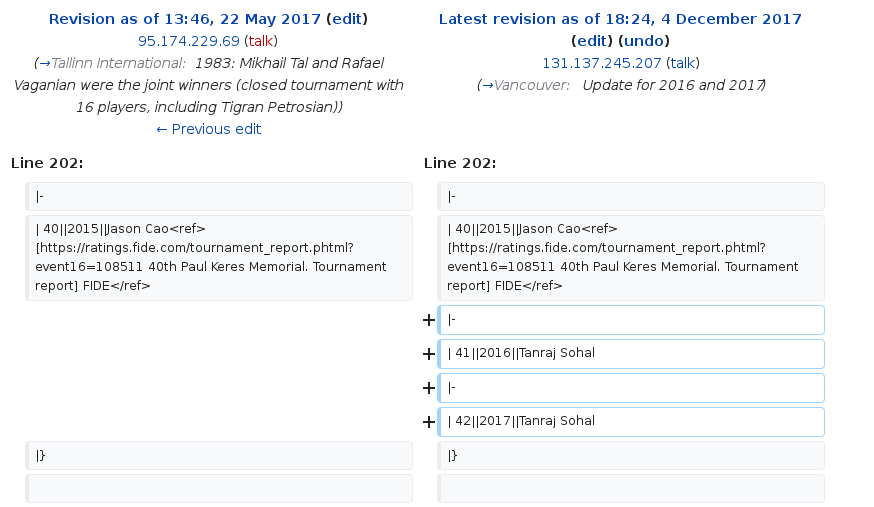 Revision as of 13:46, 22 May 2017 (edit)
95.174.229.69 (talk)
(→Tallinn International: 1983: Mikhail Tal and Rafael
Vaganian were the joint winners (closed tournament with
16 players, including Tigran Petrosian))
← Previous edit
Latest revision as of 18:24, 4 December 2017
(edit) (undo)
131.137.245.207 (talk)
(→Vancouver: Update for 2016 and 2017)
Line 202:
Line 202:
|-
|-
| 40||2015||Jason Cao<ref>
[https://ratings.fide.com/tournament_report.phtml?
event16=108511 40th Paul Keres Memorial. Tournament
report] FIDE</ref>
| 40||2015||Jason Cao<ref>
[https://ratings.fide.com/tournament_report.phtml?
event16=108511 40th Paul Keres Memorial. Tournament
report] FIDE</ref>
+ |-
+ | 41||2016||Tanraj Sohal
+ |-
+ | 42||2017||Tanraj Sohal
|}
|}